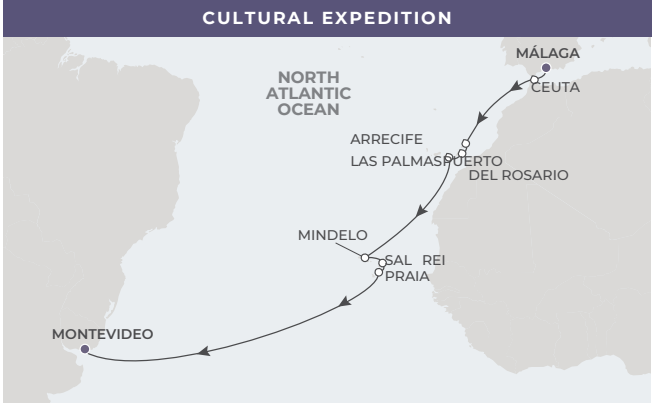 CULTURAL EXPEDITION
MÁLAGA
NORTH
ATLANTIC
OCEAN
CEUTA
ARRECIFE
LAS PALMAS
PUERTO
DEL ROSARIO
MINDELO
SAL REI
PRAIA
MONTEVIDEO